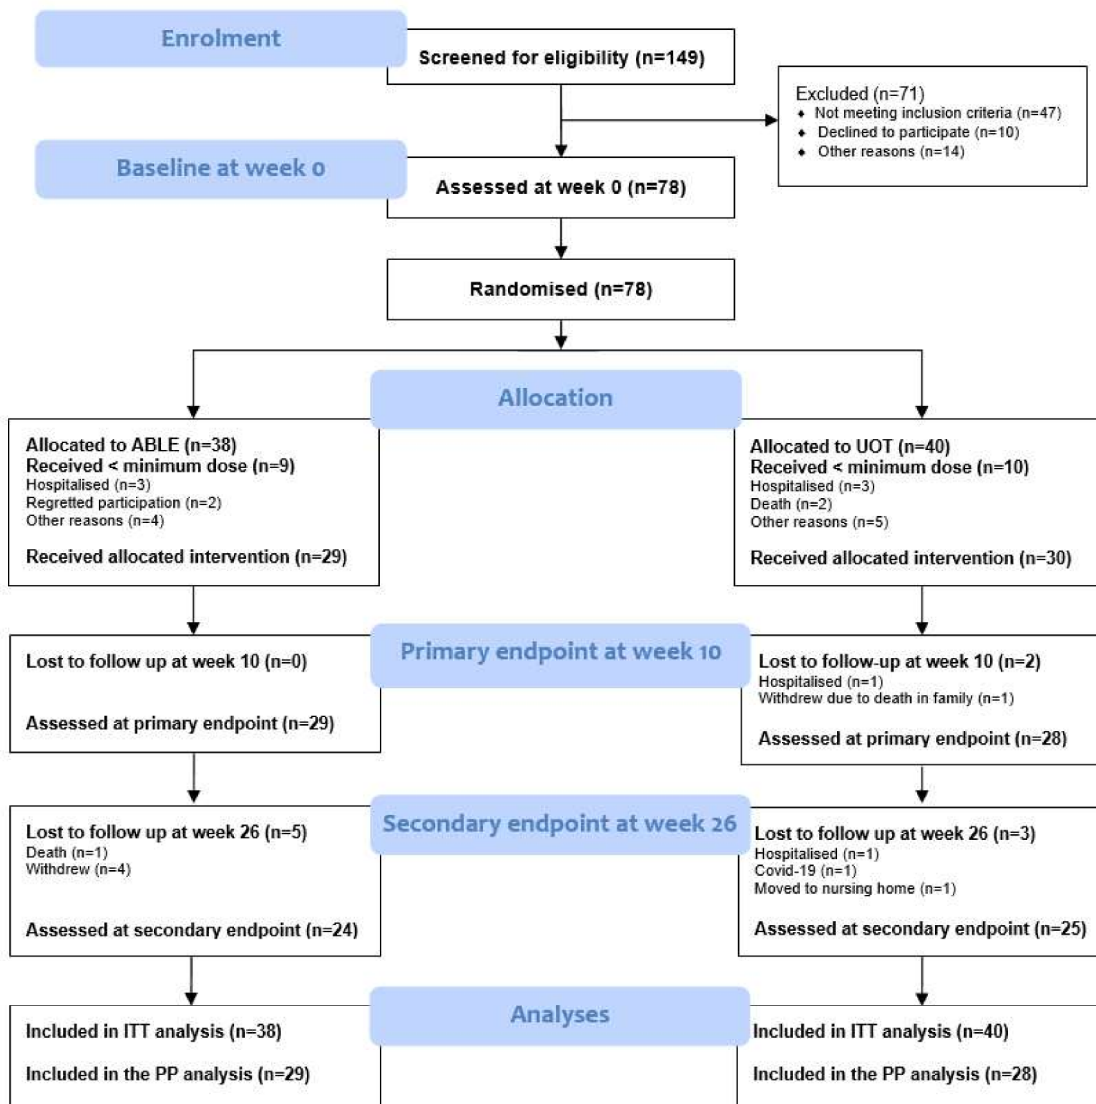 Enrolment
Screened for eligibility (n=149)
Excluded (n=71)
♦ Not meeting inclusion criteria (n=47)
♦ Declined to participate (n=10)
♦ Other reasons (n=14)
Baseline at week 0
Assessed at week 0 (n=78)
Randomised (n=78)
Allocation
Allocated to ABLE (n=38)
Received < minimum dose (n=9)
Hospitalised (n=3)
Regretted participation (n=2)
Other reasons (n=4)
Received allocated intervention (n=29)
Allocated to UOT (n=40)
Received < minimum dose (n=10)
Hospitalised (n=3)
Death (n=2)
Other reasons (n=5)
Received allocated intervention (n=30)
Primary endpoint at week 10
Lost to follow up at week 10 (n=0)
Assessed at primary endpoint (n=29)
Lost to follow-up at week 10 (n=2)
Hospitalised (n=1)
Withdrew due to death in family (n=1)
Assessed at primary endpoint (n=28)
Secondary endpoint at week 26
Lost to follow up at week 26 (n=5)
Death (n=1)
Withdrew (n=4)
Assessed at secondary endpoint (n=24)
Lost to follow up at week 26 (n=3)
Hospitalised (n=1)
Covid-19 (n=1)
Moved to nursing home (n=1)
Assessed at secondary endpoint (n=25)
Analyses
Included in ITT analysis (n=38)
Included in the PP analysis (n=29)
Included in ITT analysis (n=40)
Included in the PP analysis (n=28)